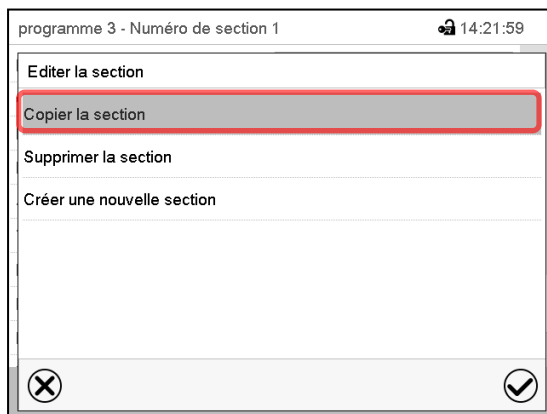 programme 3 - Numéro de section 1 14:21:59
Editer la section
Copier la section
Supprimer la section
Créer une nouvelle section